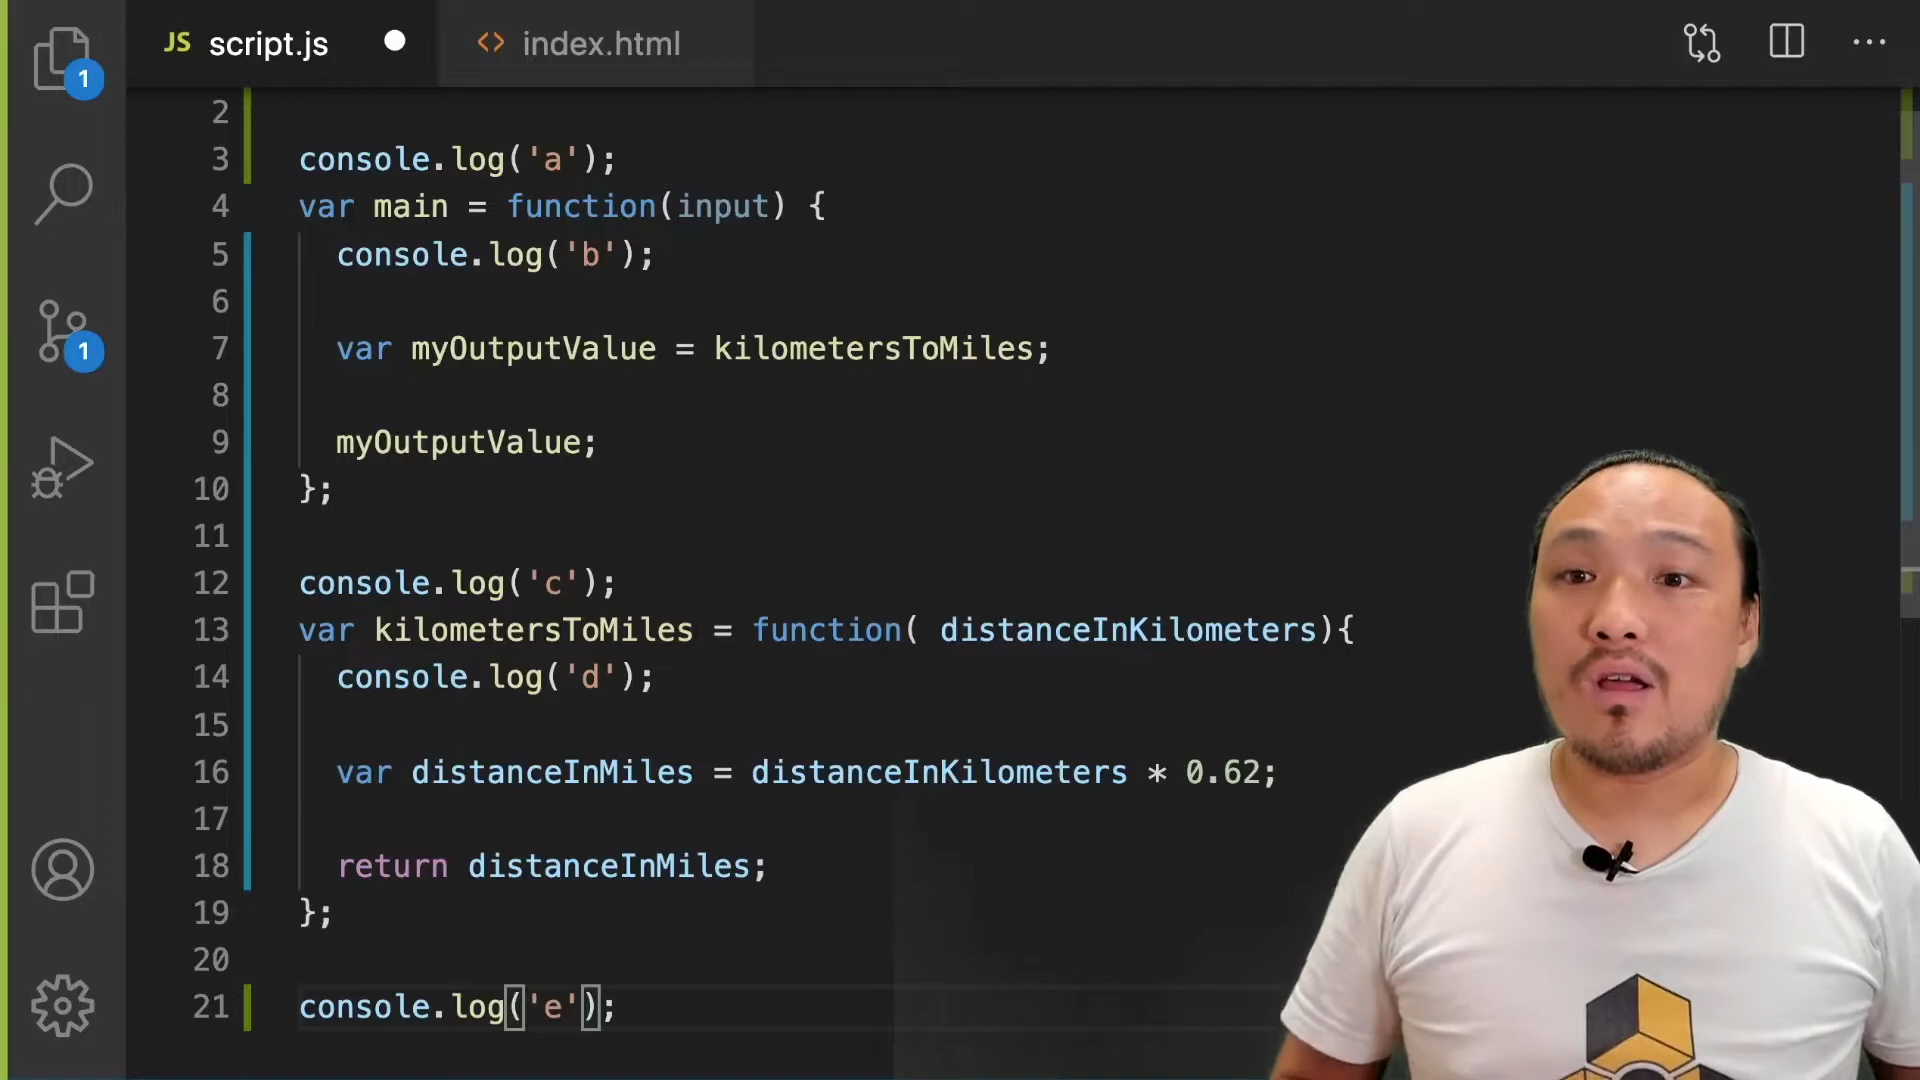 JS script.js
<> index.html
1
1
2
3 console.log('a');
4 var main = function(input) {
5 console.log('b');
6
7 var myOutputValue = kilometersToMiles;
8
9 myOutputValue;
10 };
11
12 console.log('c');
13 var kilometersToMiles = function( distanceInKilometers){
14 console.log('d');
15
16 var distanceInMiles = distanceInKilometers * 0.62;
17
18 return distanceInMiles;
19 };
20
21 console.log('e');